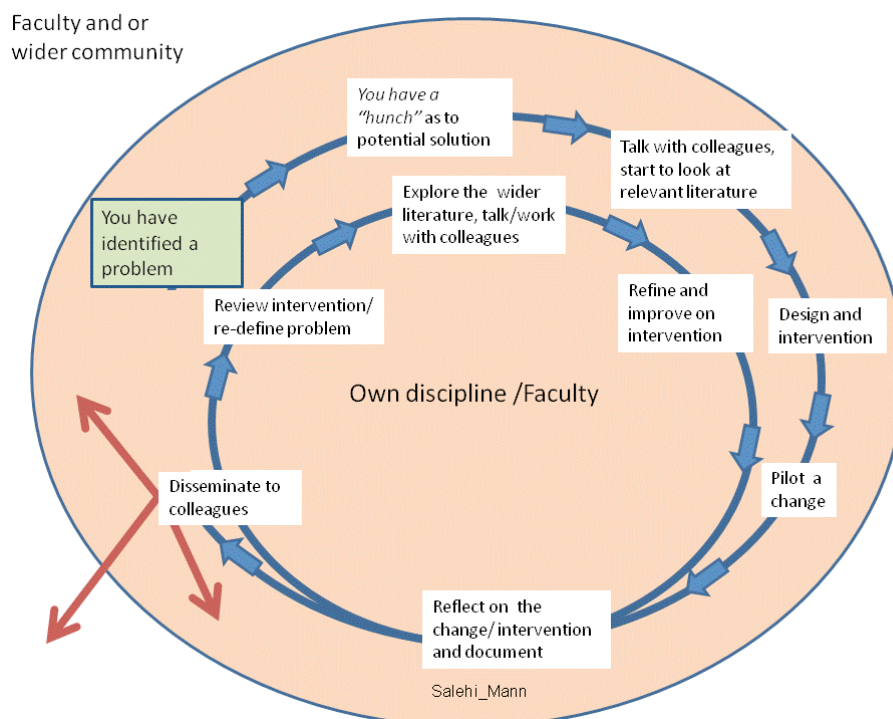 Faculty and or
wider community
You have a
“hunch” as to
potential solution
Talk with colleagues,
start to look at
relevant literature
Explore the wider
literature, talk/work
with colleagues
You have
identified a
problem
Review intervention/
re-define problem
Refine and
improve on
intervention
Design and
intervention
Own discipline /Faculty
Disseminate to
colleagues
Pilot a
change
Reflect on the
change/ intervention
and document
Salehi_Mann